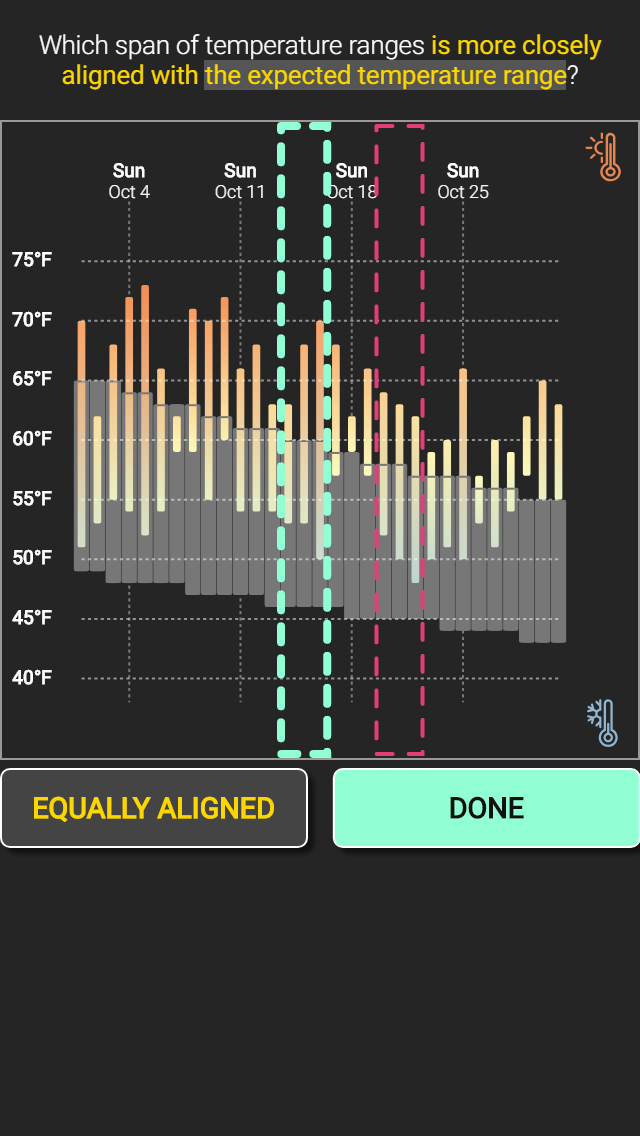 Which span of temperature ranges is more closely
aligned with the expected temperature range?
Sun Sun Sun Sun
Oct 4 Oct 11 Oct 18 Oct 25
75°F
70°F
65°F
60°F
55°F
50°F
45°F
40°F
EQUALLY ALIGNED DONE